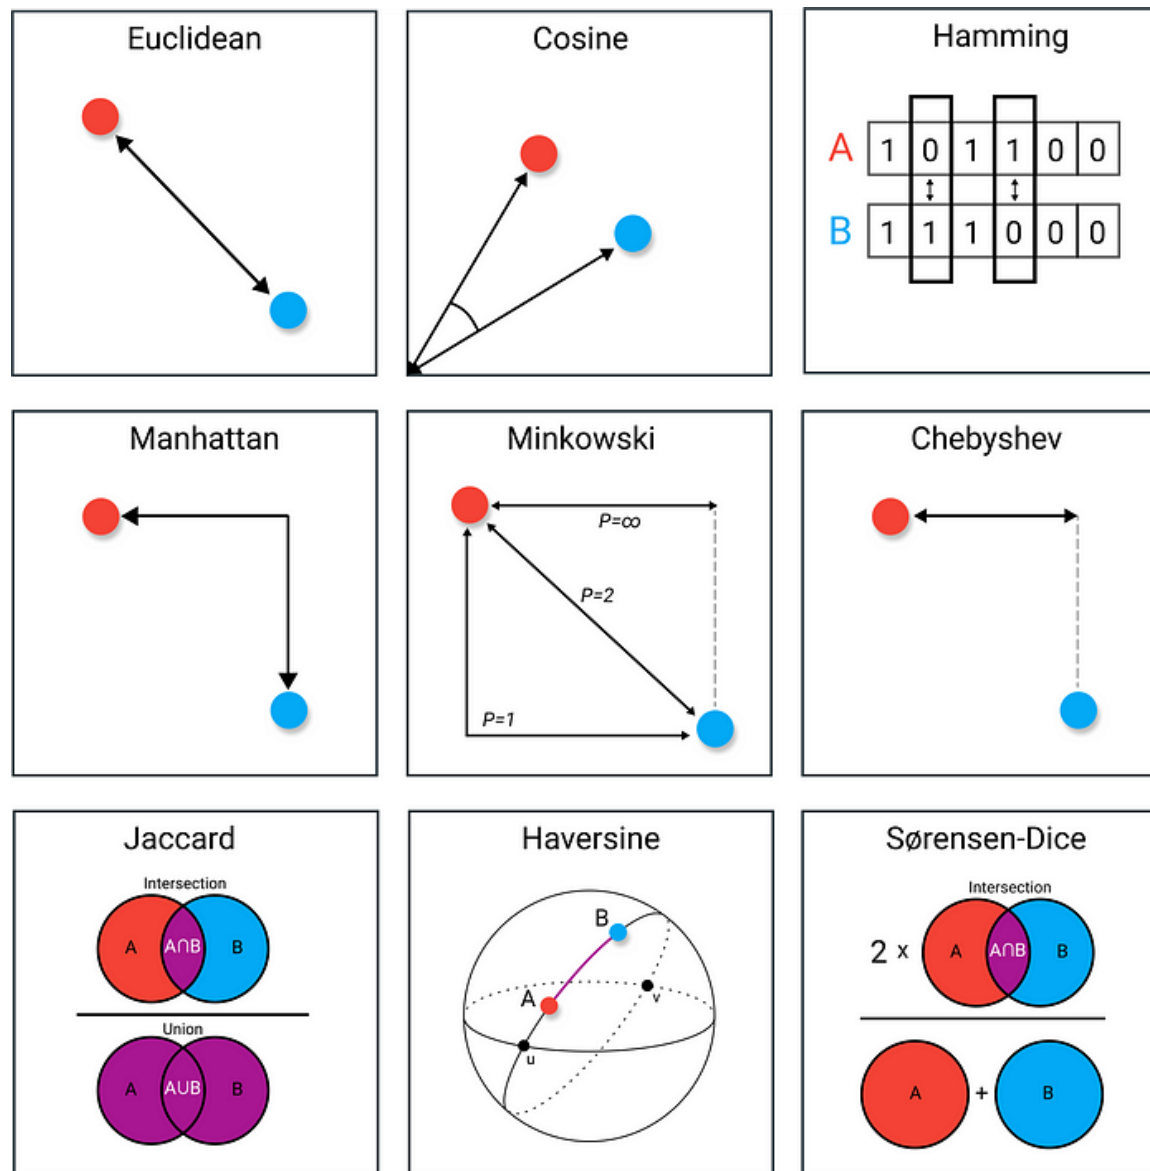 Euclidean
Cosine
Hamming
A 1 0 1 1 0 0
B 1 1 1 0 0 0
Manhattan
Minkowski
P=∞
P=2
P=1
Chebyshev
Jaccard
Intersection
A A∩B B
Union
A A∪B B
Haversine
B
A
v
u
Sørensen-Dice
Intersection
2 x A A∩B B
A + B